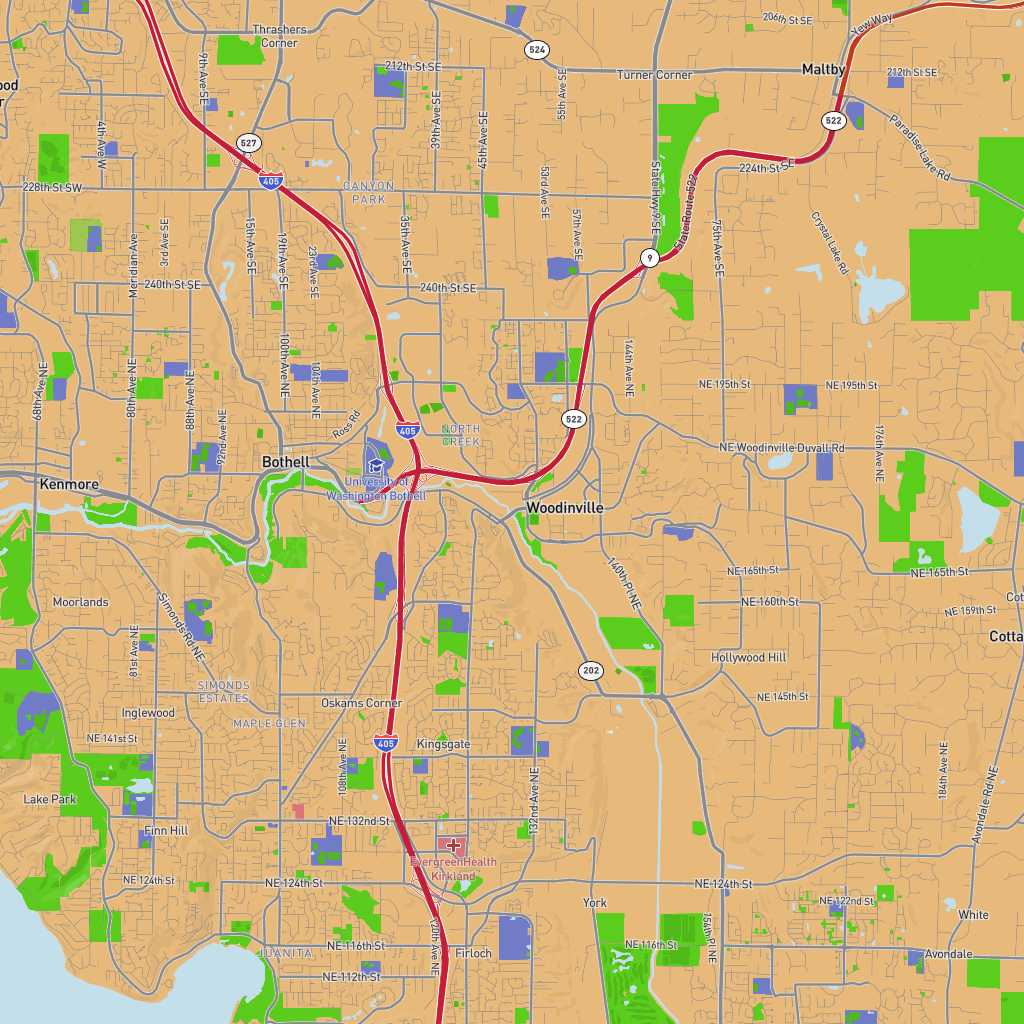 206th St SE
Yew Way
Thrashers
Corner
524
212th St SE
Turner Corner
Maltby
212th St SE
ood
r
9th Ave SE
39th Ave SE
55th Ave SE
45th Ave SE
4th Ave W
527
522
Paradise Lake Rd
405
228th St SW
CANYON
PARK
53rd Ave SE
State Hwy 9 SE
State Route 522
224th St SE
3rd Ave SE
15th Ave SE
19th Ave SE
23rd Ave SE
35th Ave SE
57th Ave SE
75th Ave SE
Crystal Lake Rd
Meridian Ave
9
240th St SE
240th St SE
68th Ave NE
80th Ave NE
88th Ave NE
92nd Ave NE
100th Ave NE
104th Ave NE
144th Ave NE
NE 195th St
NE 195th St
Ross Rd
405
NORTH
CREEK
522
NE Woodinville Duvall Rd
176th Ave NE
Bothell
Kenmore
University of
Washington Bothell
Woodinville
140th Pl NE
NE 165th St
NE 165th St
Moorlands
Simonds Rd NE
NE 160th St
NE 159th St
Cot
Cotta
81st Ave NE
Hollywood Hill
202
SIMONDS
ESTATES
Oskams Corner
NE 145th St
Inglewood
MAPLE GLEN
NE 141st St
405
Kingsgate
108th Ave NE
132nd Ave NE
184th Ave NE
Avondale Rd NE
Lake Park
NE 132nd St
Finn Hill
EvergreenHealth
Kirkland
NE 124th St
NE 124th St
NE 124th St
York
NE 122nd St
White
120th Ave NE
154th Pl NE
JUANITA
NE 116th St
Firloch
NE 116th St
Avondale
NE 112th St